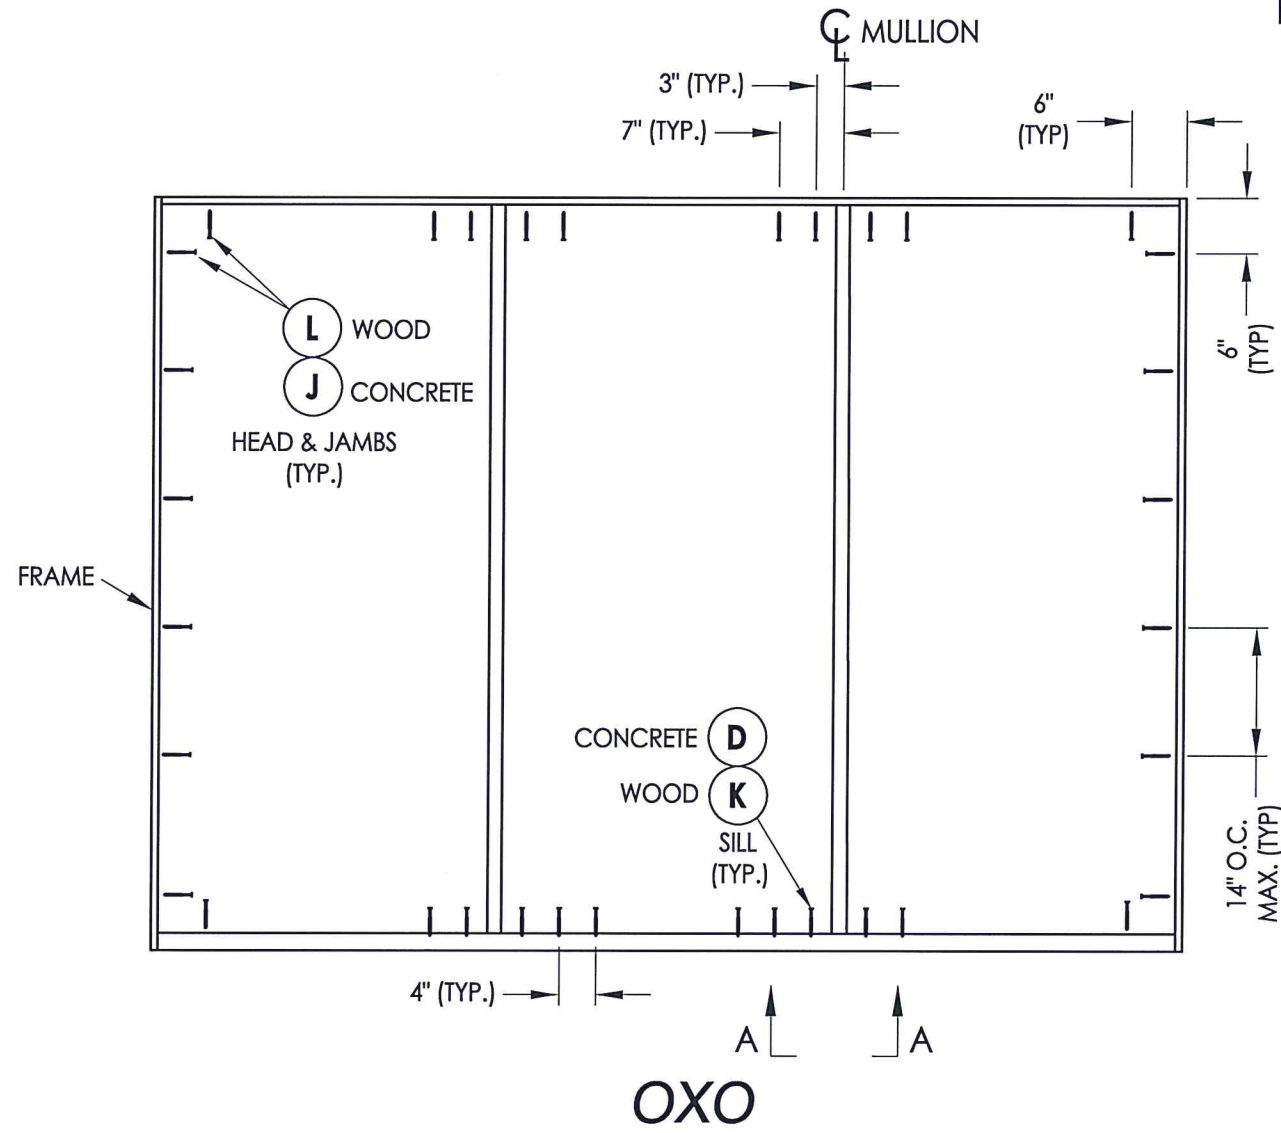 CL MULLION
3" (TYP.)
7" (TYP.)
6"
(TYP)
6"
(TYP)
L WOOD
J CONCRETE
HEAD & JAMBS
(TYP.)
FRAME
CONCRETE D
WOOD K
SILL
(TYP.)
14" O.C.
MAX. (TYP)
4" (TYP.)
A A
OXO